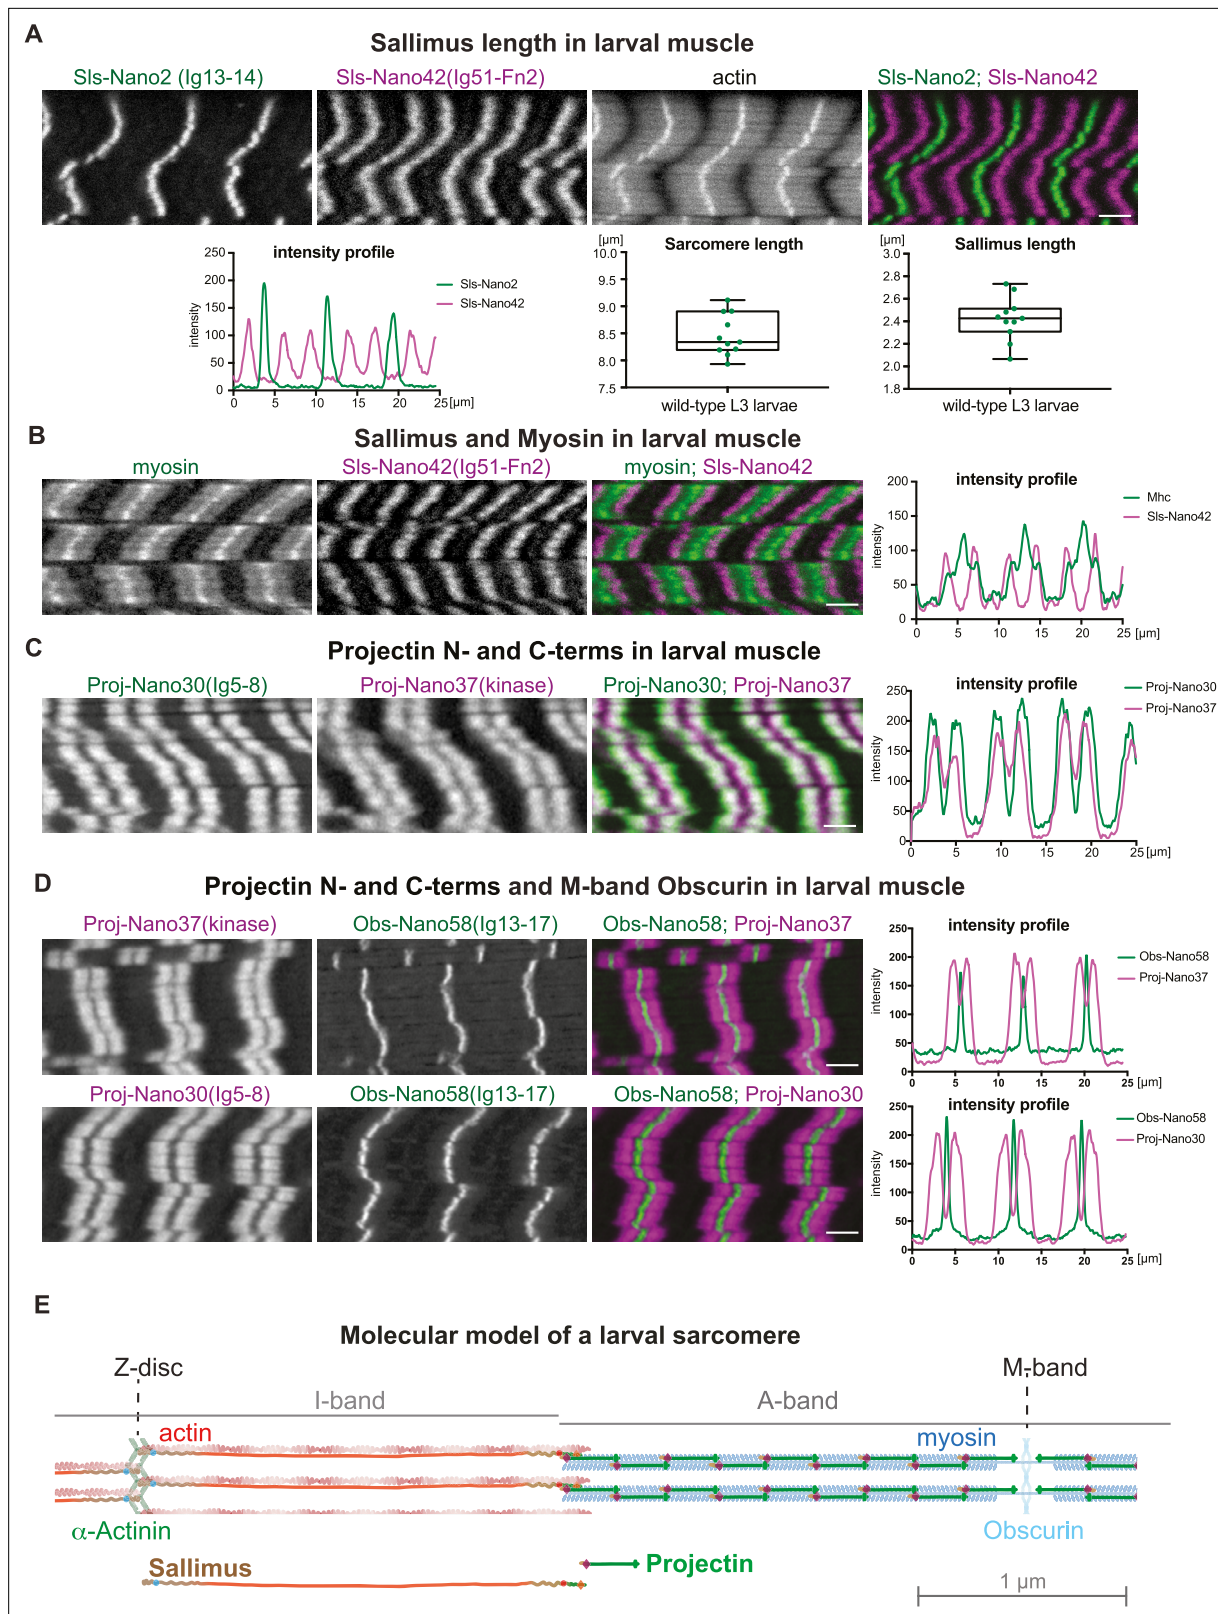 A
Sallimus length in larval muscle
Sls-Nano2 (Ig13-14)
Sls-Nano42(Ig51-Fn2)
actin
Sls-Nano2; Sls-Nano42
intensity profile
250
200
150
100
50
0
intensity
0 5 10 15 20 25 [µm]
Sls-Nano2
Sls-Nano42
[µm]
Sarcomere length
10.0
9.5
9.0
8.5
8.0
7.5
wild-type L3 larvae
[µm]
Sallimus length
3.0
2.8
2.6
2.4
2.2
2.0
1.8
wild-type L3 larvae
B
Sallimus and Myosin in larval muscle
myosin
Sls-Nano42(Ig51-Fn2)
myosin; Sls-Nano42
intensity profile
200
150
100
50
0
intensity
0 5 10 15 20 25 [µm]
Mhc
Sls-Nano42
C
Projectin N- and C-terms in larval muscle
Proj-Nano30(Ig5-8)
Proj-Nano37(kinase)
Proj-Nano30; Proj-Nano37
intensity profile
250
200
150
100
50
0
intensity
0 5 10 15 20 25 [µm]
Proj-Nano30
Proj-Nano37
D
Projectin N- and C-terms and M-band Obscurin in larval muscle
Proj-Nano37(kinase)
Obs-Nano58(Ig13-17)
Obs-Nano58; Proj-Nano37
intensity profile
250
200
150
100
50
0
intensity
0 5 10 15 20 25 [µm]
Obs-Nano58
Proj-Nano37
Proj-Nano30(Ig5-8)
Obs-Nano58(Ig13-17)
Obs-Nano58; Proj-Nano30
intensity profile
250
200
150
100
50
0
intensity
0 5 10 15 20 25 [µm]
Obs-Nano58
Proj-Nano30
E
Molecular model of a larval sarcomere
Z-disc
M-band
I-band
A-band
actin
myosin
α-Actinin
Obscurin
Sallimus
Projectin
1 µm